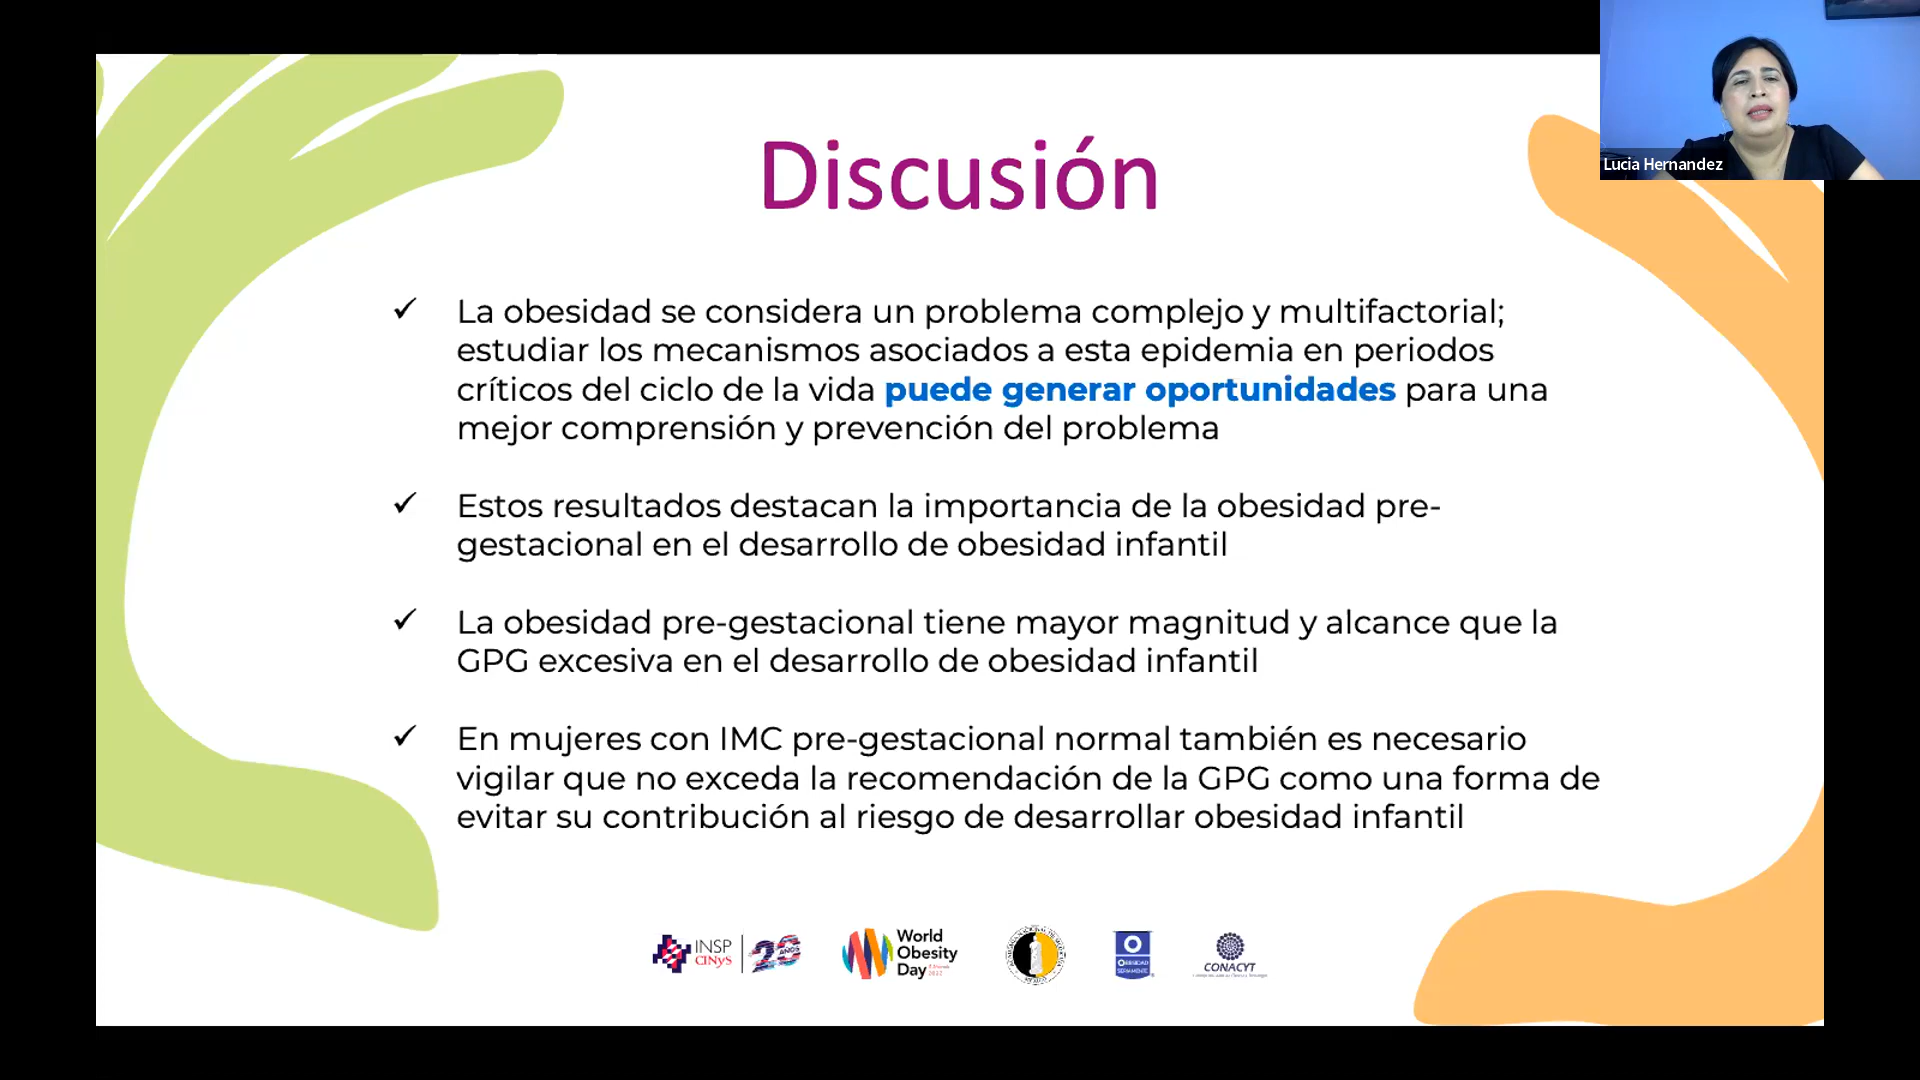 Lucia Hernandez
Discusión
✓ La obesidad se considera un problema complejo y multifactorial;
estudiar los mecanismos asociados a esta epidemia en periodos
críticos del ciclo de la vida puede generar oportunidades para una
mejor comprensión y prevención del problema
✓ Estos resultados destacan la importancia de la obesidad pre-
gestacional en el desarrollo de obesidad infantil
✓ La obesidad pre-gestacional tiene mayor magnitud y alcance que la
GPG excesiva en el desarrollo de obesidad infantil
✓ En mujeres con IMC pre-gestacional normal también es necesario
vigilar que no exceda la recomendación de la GPG como una forma de
evitar su contribución al riesgo de desarrollar obesidad infantil
INSP
CINyS
AÑOS
World
Obesity
Day
2022
OBESIDAD
CONACYT